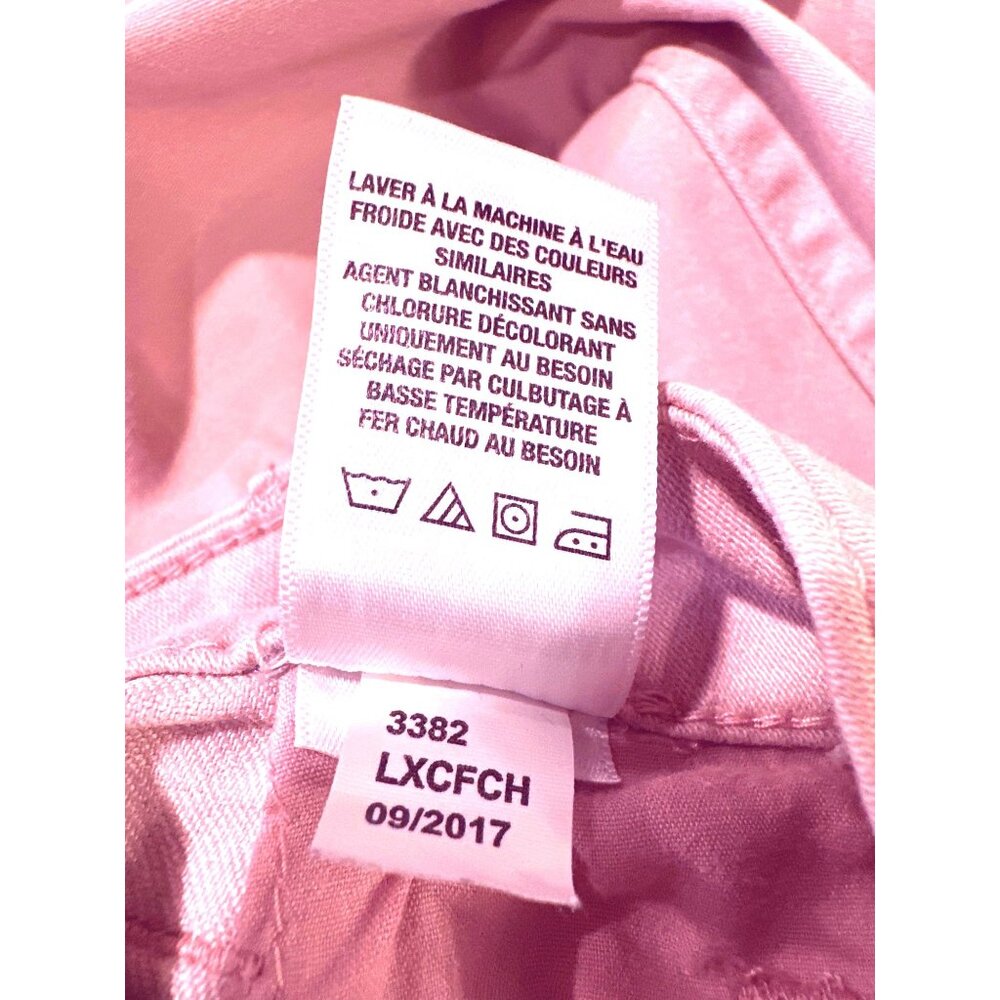 LAVER À LA MACHINE À L'EAU
FROIDE AVEC DES COULEURS
SIMILAIRES
AGENT BLANCHISSANT SANS
CHLORURE DÉCOLORANT
UNIQUEMENT AU BESOIN
SÉCHAGE PAR CULBUTAGE À
BASSE TEMPÉRATURE
FER CHAUD AU BESOIN
3382
LXCFCH
09/2017